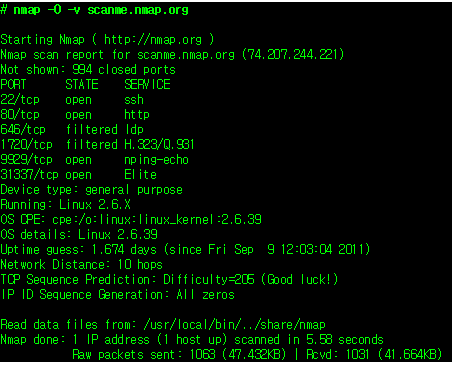 # nmap -O -v scanme.nmap.org
Starting Nmap ( http://nmap.org )
Nmap scan report for scanme.nmap.org (74.207.244.221)
Not shown: 994 closed ports
PORT STATE SERVICE
22/tcp open ssh
80/tcp open http
646/tcp filtered ldp
1720/tcp filtered H.323/Q.931
9929/tcp open nping-echo
31337/tcp open Elite
Device type: general purpose
Running: Linux 2.6.X
OS CPE: cpe:/o:linux:linux_kernel:2.6.39
OS details: Linux 2.6.39
Uptime guess: 1.674 days (since Fri Sep 9 12:03:04 2011)
Network Distance: 10 hops
TCP Sequence Prediction: Difficulty=205 (Good luck!)
IP ID Sequence Generation: All zeros
Read data files from: /usr/local/bin/../share/nmap
Nmap done: 1 IP address (1 host up) scanned in 5.58 seconds
Raw packets sent: 1063 (47.432KB) | Rcvd: 1031 (41.664KB)